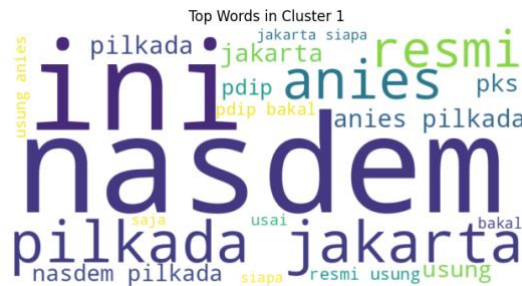 Top Words in Cluster 1
jakarta siapa
pilkada
jakarta
resmi
usung anies
ini
pdip
anies
pks
pdip bakal
anies pilkada
nasdem
saja
usai
bakal
pilkada jakarta
nasdem pilkada
siapa
resmi usung
usung